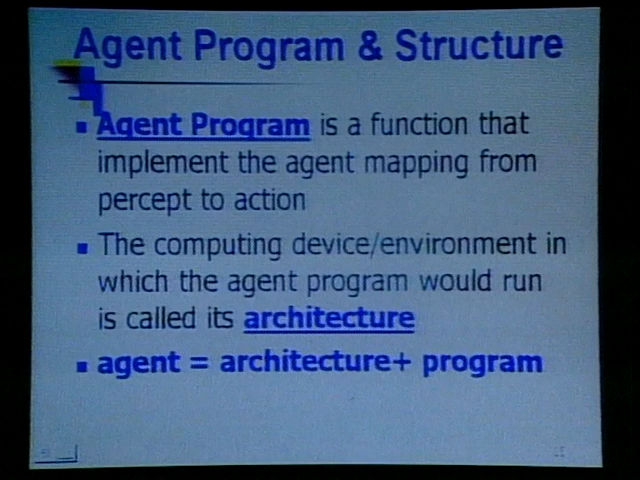 Agent Program & Structure
Agent Program is a function that
implement the agent mapping from
percept to action
The computing device/environment in
which the agent program would run
is called its architecture
agent = architecture+ program